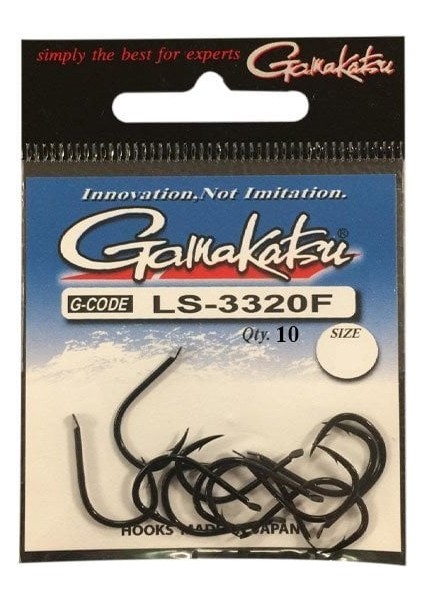 simply the best for experts
Gamakatsu
Innovation, Not Imitation.
Gamakatsu®
G-CODE LS-3320F
Qty. 10 SIZE
HOOKS MADE IN JAPAN